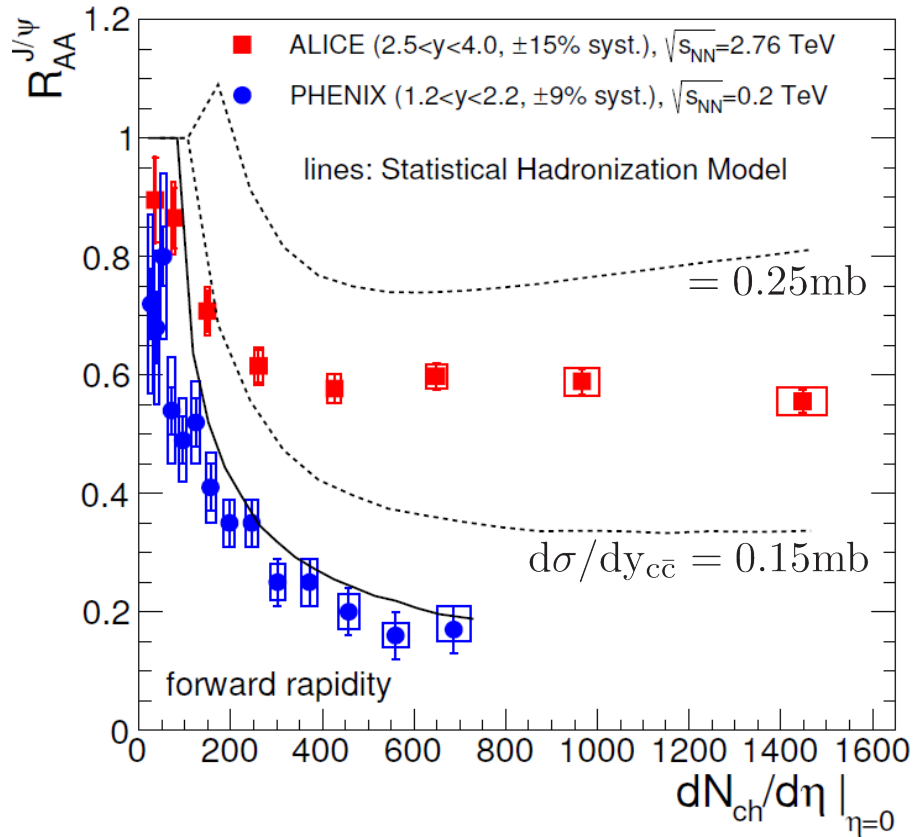 R_AA^J/ψ
1.2
1
0.8
0.6
0.4
0.2
0
ALICE (2.5<y<4.0, ±15% syst.), √s_NN=2.76 TeV
PHENIX (1.2<y<2.2, ±9% syst.), √s_NN=0.2 TeV
lines: Statistical Hadronization Model
= 0.25mb
dσ/dy_cc̄ = 0.15mb
forward rapidity
0 200 400 600 800 1000 1200 1400 1600
dN_ch/dη|_η=0